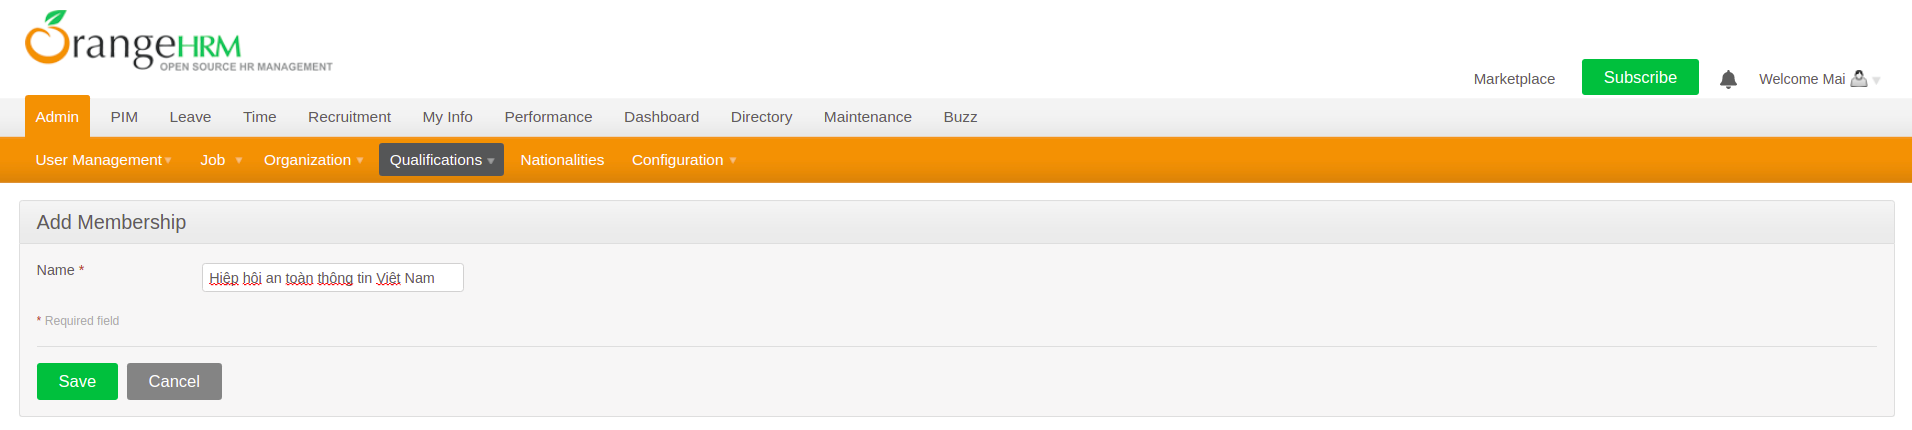 OrangeHRM
OPEN SOURCE HR MANAGEMENT
Marketplace Subscribe Welcome Mai
Admin PIM Leave Time Recruitment My Info Performance Dashboard Directory Maintenance Buzz
User Management Job Organization Qualifications Nationalities Configuration
Add Membership
Name * Hiệp hội an toàn thông tin Việt Nam
* Required field
Save Cancel